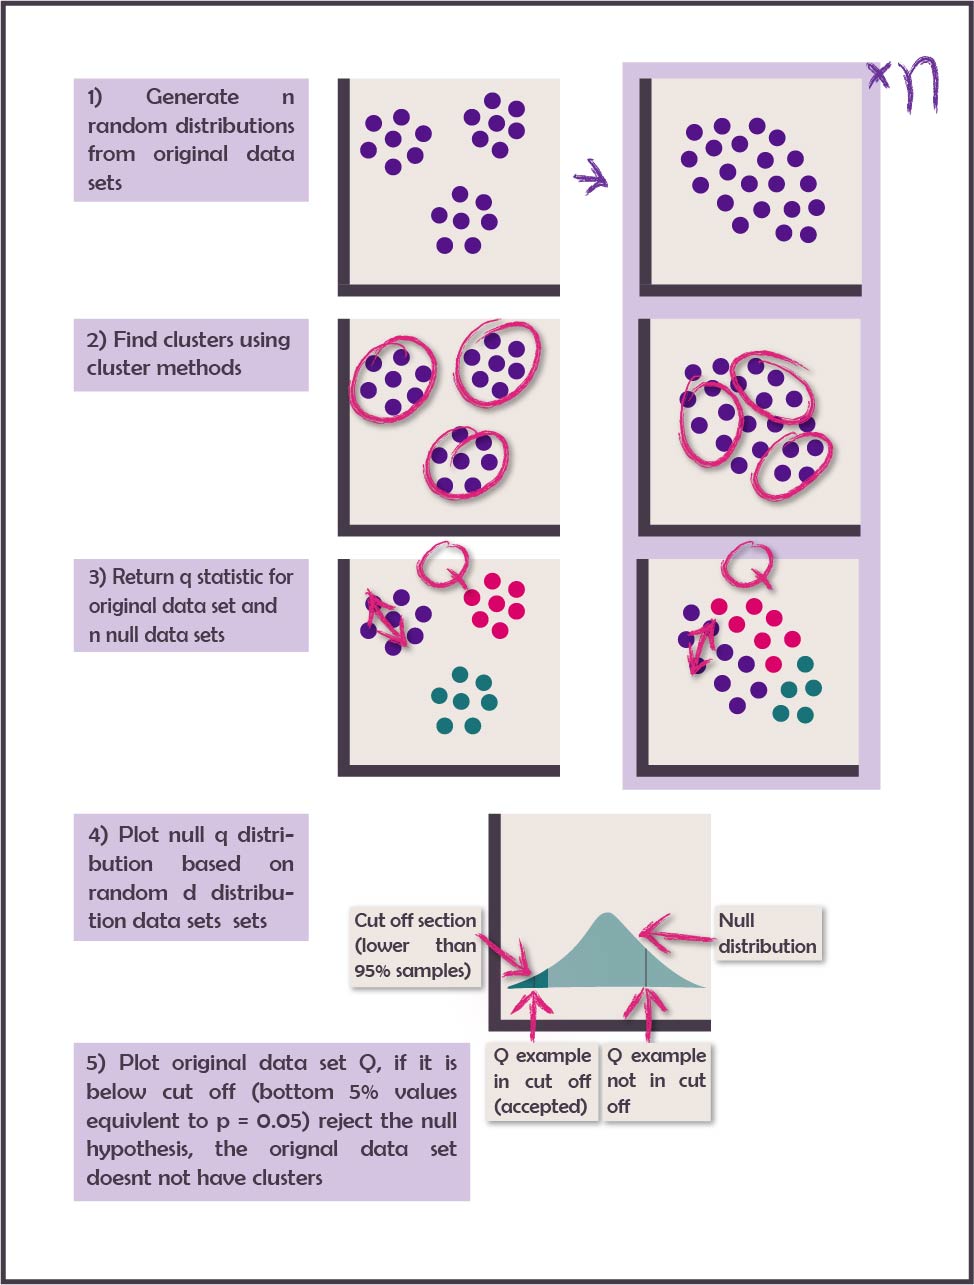 1) Generate n
random distributions
from original data
sets
×n
2) Find clusters using
cluster methods
3) Return q statistic for
original data set and
n null data sets
Q
Q
4) Plot null q distri-
bution based on
random d distribu-
tion data sets sets
Cut off section
(lower than
95% samples)
Null
distribution
Q example
in cut off
(accepted)
Q example
not in cut
off
5) Plot original data set Q, if it is
below cut off (bottom 5% values
equivlent to p = 0.05) reject the null
hypothesis, the orignal data set
doesnt not have clusters